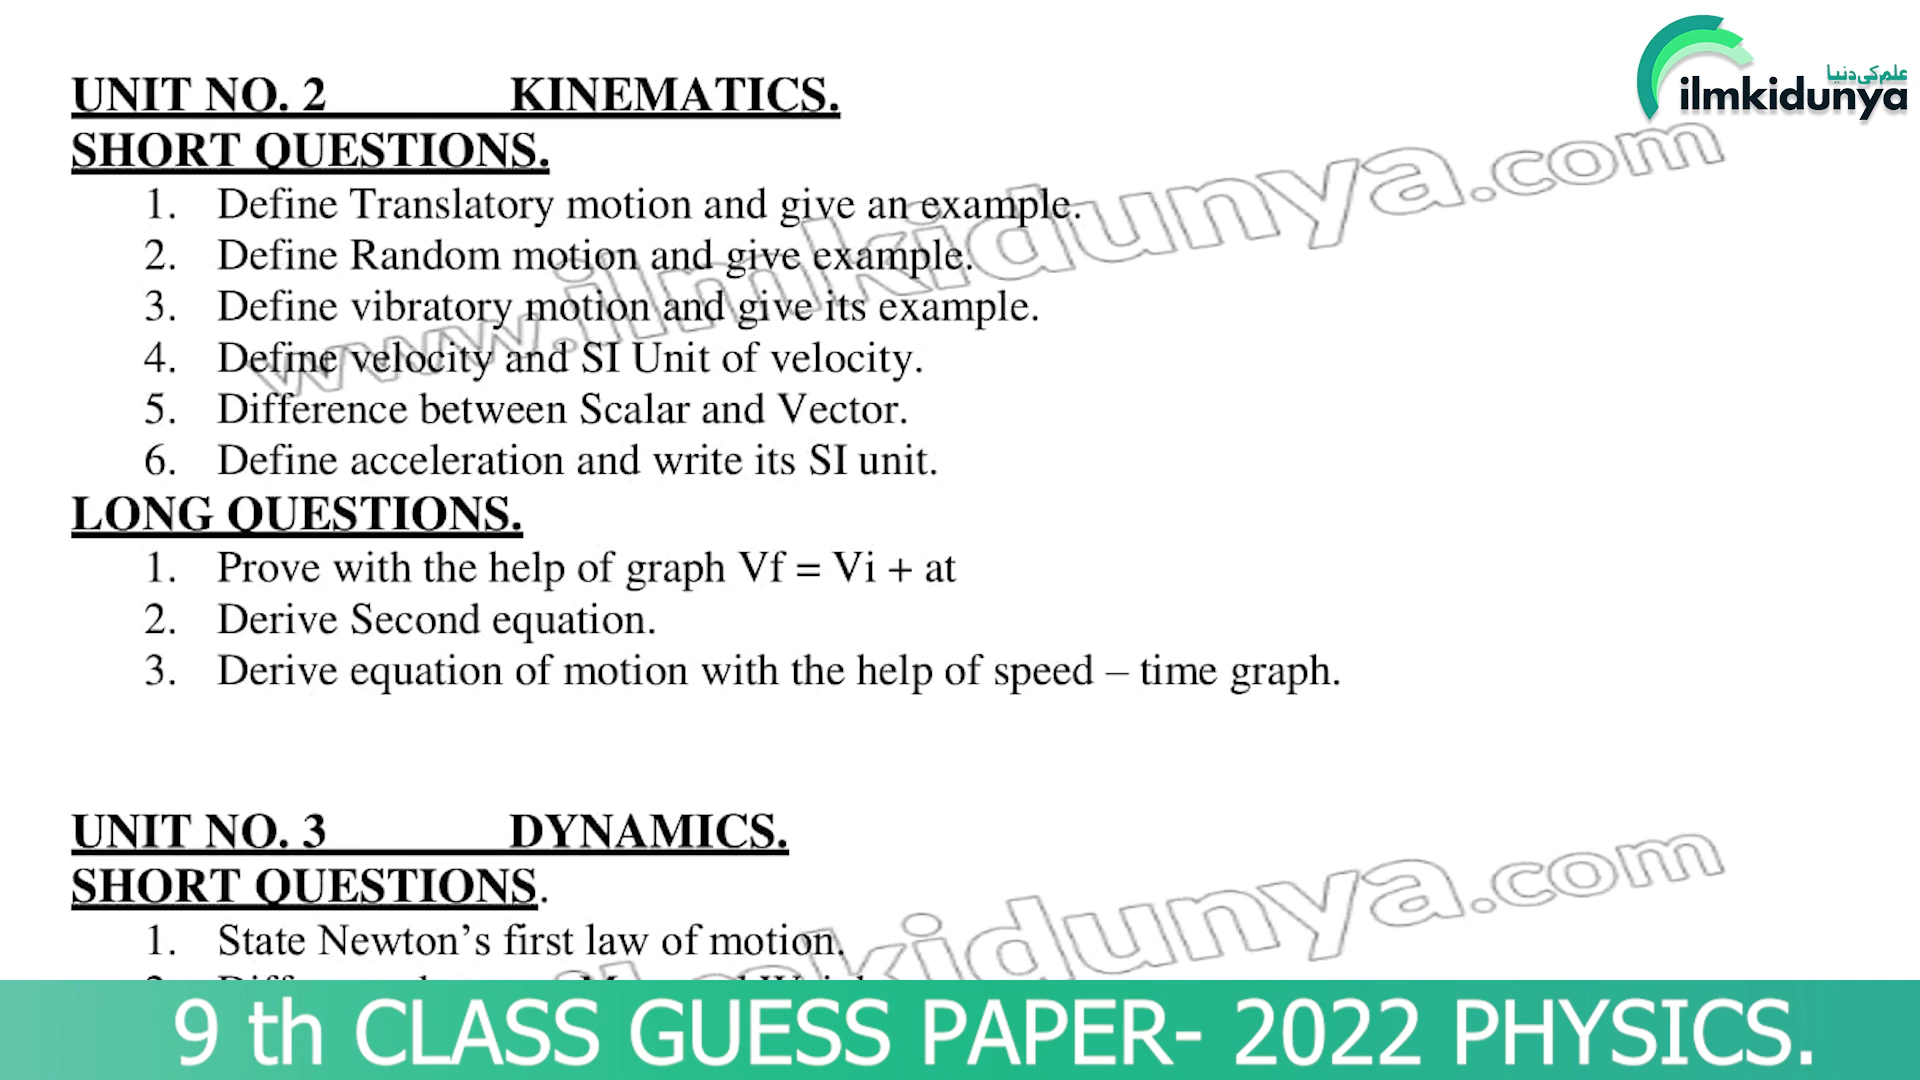 علم کی دنیا
ilmkidunya
UNIT NO. 2 KINEMATICS.
SHORT QUESTIONS.
1. Define Translatory motion and give an example.
2. Define Random motion and give example.
3. Define vibratory motion and give its example.
4. Define velocity and SI Unit of velocity.
5. Difference between Scalar and Vector.
6. Define acceleration and write its SI unit.
www.ilmkidunya.com
LONG QUESTIONS.
1. Prove with the help of graph Vf = Vi + at
2. Derive Second equation.
3. Derive equation of motion with the help of speed – time graph.
UNIT NO. 3 DYNAMICS.
SHORT QUESTIONS.
1. State Newton’s first law of motion.
ilmkidunya.com
9 th CLASS GUESS PAPER- 2022 PHYSICS.